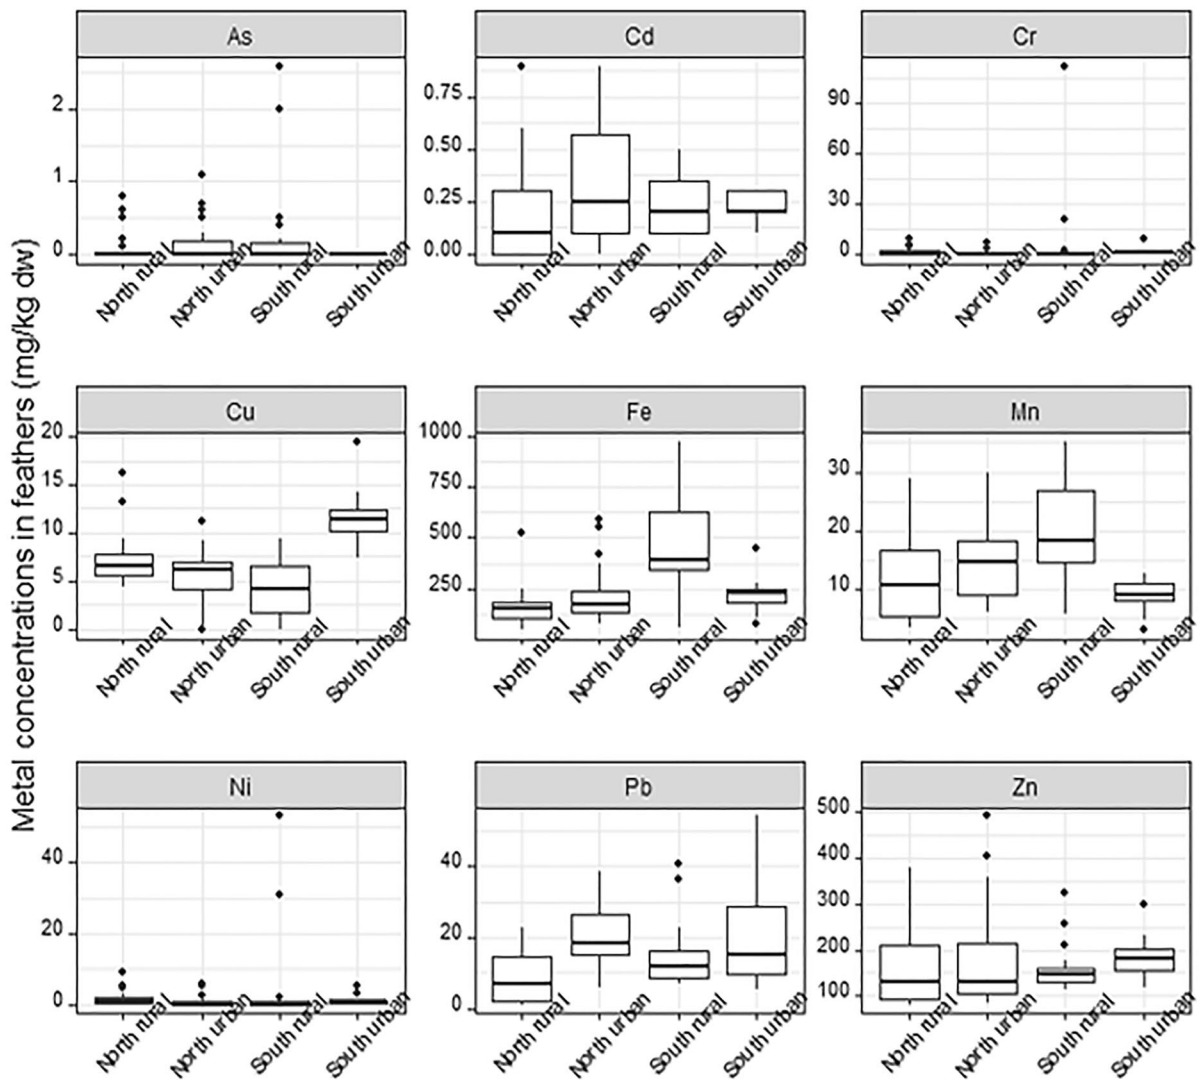 Metal concentrations in feathers (mg/kg dw)
As
2
1
0
North rural
North urban
South rural
South urban
Cd
0.75
0.50
0.25
0.00
North rural
North urban
South rural
South urban
Cr
90
60
30
0
North rural
North urban
South rural
South urban
Cu
20
15
10
5
0
North rural
North urban
South rural
South urban
Fe
1000
750
500
250
North rural
North urban
South rural
South urban
Mn
30
20
10
North rural
North urban
South rural
South urban
Ni
40
20
0
North rural
North urban
South rural
South urban
Pb
40
20
0
North rural
North urban
South rural
South urban
Zn
500
400
300
200
100
North rural
North urban
South rural
South urban